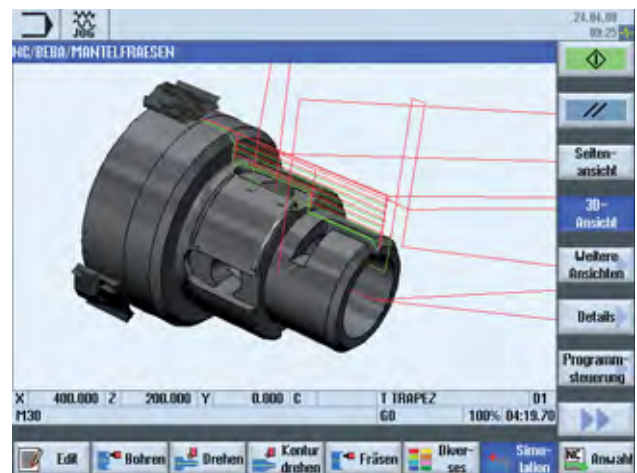 JOG
24.04.08
09:25
NC/BEBA/MANTELFRAESEN
Seiten-
ansicht
3D-
Ansicht
Weitere
Ansichten
Details
Programm-
steuerung
X 400.000 Z 200.000 Y 0.000 C T TRAPEZ D1
M30 G0 100% 04:19.70
Edit
Bohren
Drehen
Kontur
drehen
Fräsen
Diver-
ses
Simu-
lation
NC Anwahl